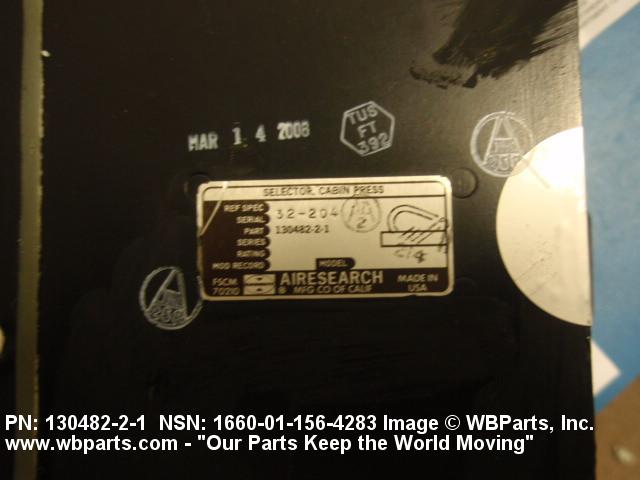 MAR 1 4 2008
TUS
FT
392
SELECTOR, CABIN PRESS
REF SPEC
SERIAL 32-204
PART 130482-2-1
SERIES
RATING
MOD RECORD MODEL
FSCM AIRESEARCH MADE IN
70210 MFG CO OF CALIF USA
PN: 130482-2-1 NSN: 1660-01-156-4283 Image © WBParts, Inc.
www.wbparts.com - "Our Parts Keep the World Moving"